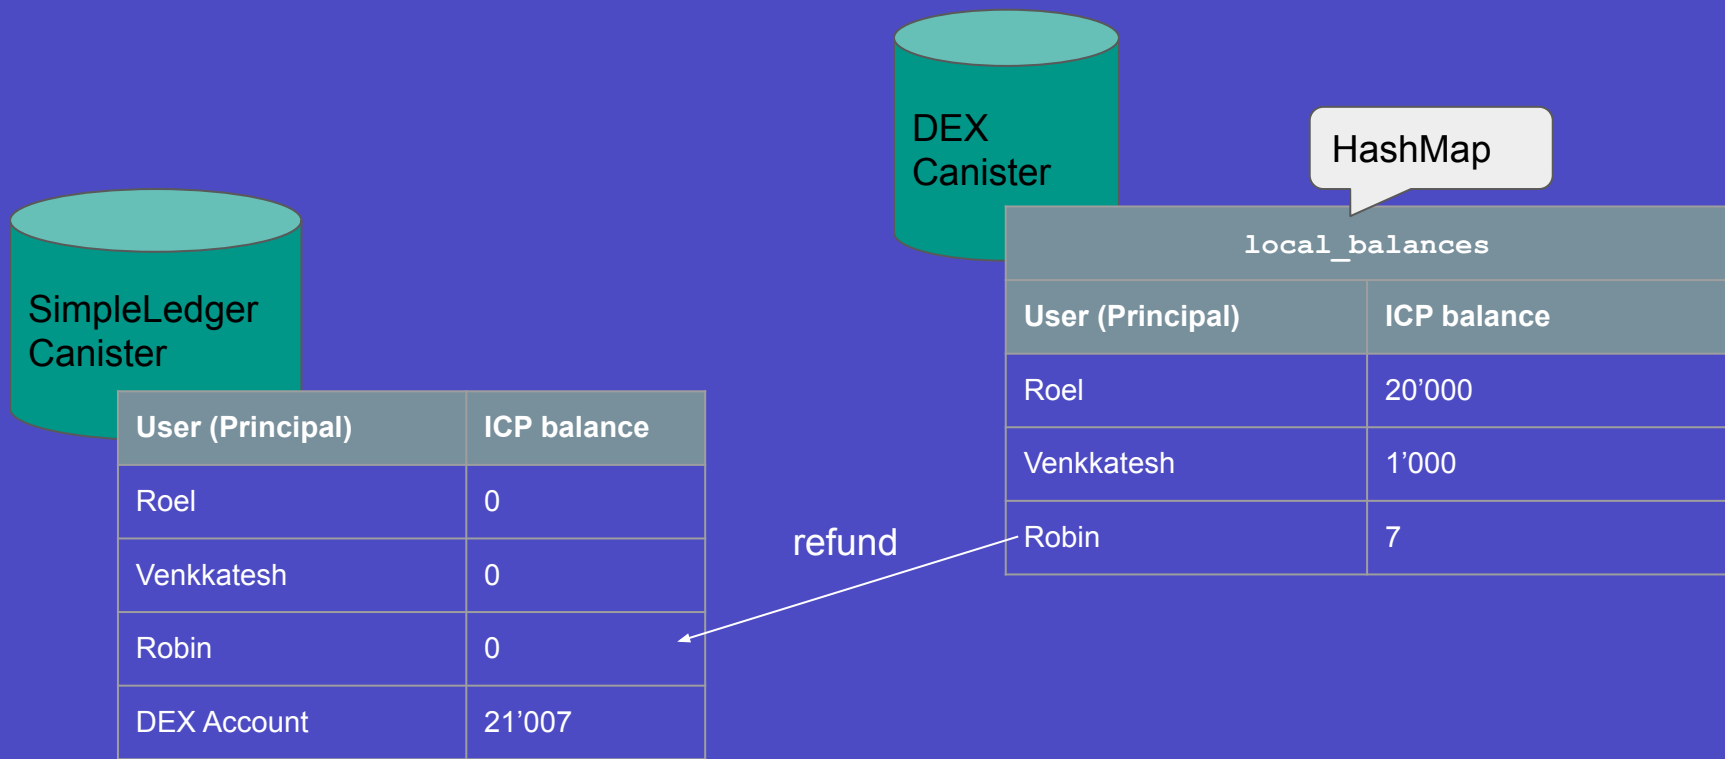 DEX
Canister
HashMap
local_balances
User (Principal) ICP balance
Roel 20’000
Venkkatesh 1’000
Robin 7
SimpleLedger
Canister
User (Principal) ICP balance
Roel 0
Venkkatesh 0
Robin 0
DEX Account 21’007
refund